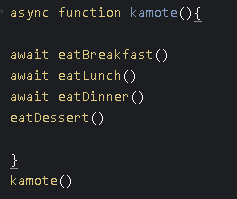 async function kamote(){
await eatBreakfast()
await eatLunch()
await eatDinner()
eatDessert()
}
kamote()